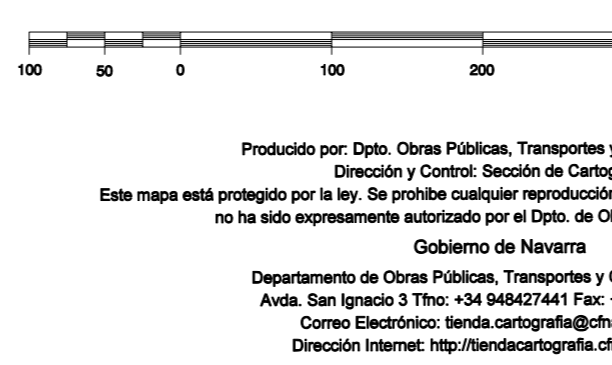 100 50 0 100 200
Producido por: Dpto. Obras Públicas, Transportes y
Dirección y Control: Sección de Cartog
Este mapa está protegido por la ley. Se prohibe cualquier reproducción
no ha sido expresamente autorizado por el Dpto. de Ob
Gobierno de Navarra
Departamento de Obras Públicas, Transportes y C
Avda. San Ignacio 3 Tfno: +34 948427441 Fax: +
Correo Electrónico: tienda.cartografia@cfna
Dirección Internet: http://tiendacartografia.cfn